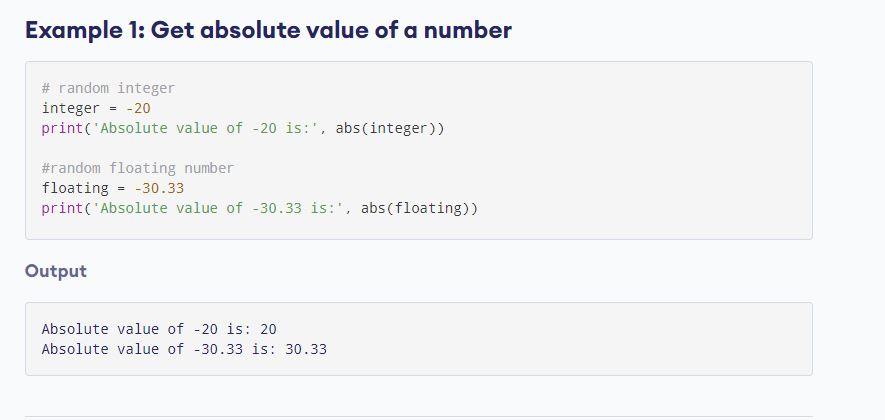 Example 1: Get absolute value of a number
# random integer
integer = -20
print('Absolute value of -20 is:', abs(integer))
#random floating number
floating = -30.33
print('Absolute value of -30.33 is:', abs(floating))
Output
Absolute value of -20 is: 20
Absolute value of -30.33 is: 30.33